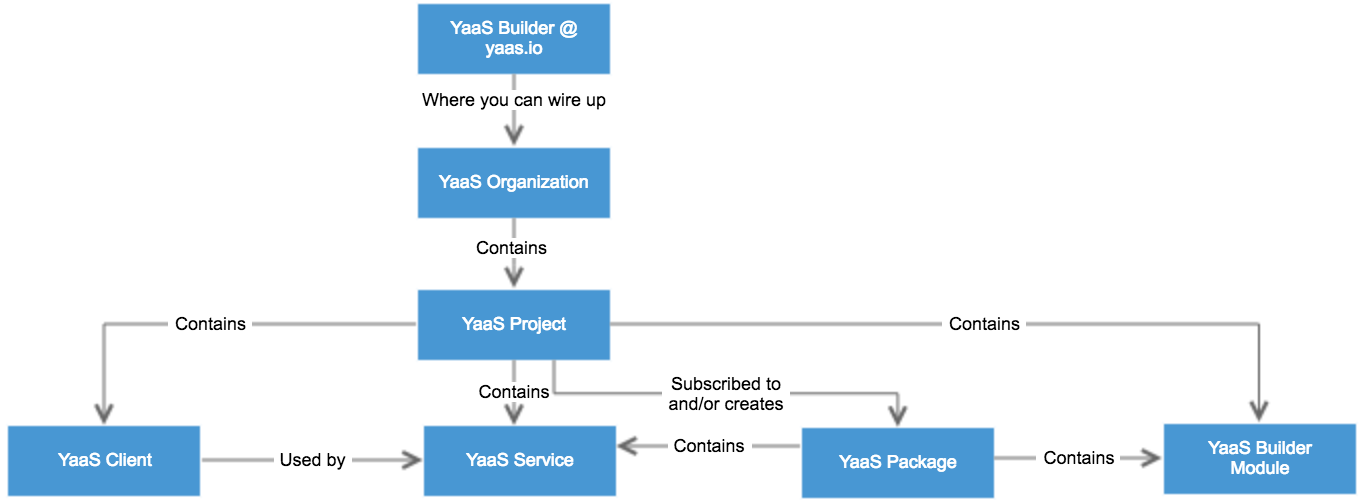 YaaS Builder @
yaas.io
Where you can wire up
YaaS Organization
Contains
YaaS Project
Contains
Contains
Contains
Subscribed to
and/or creates
YaaS Client
Used by
YaaS Service
Contains
YaaS Package
Contains
YaaS Builder
Module